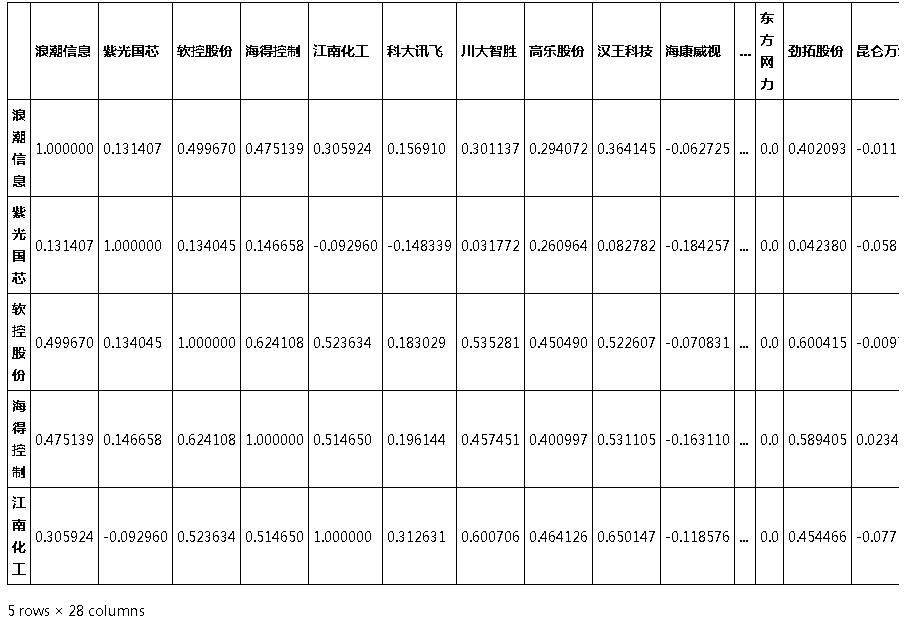 浪潮信息 紫光国芯 软控股份 海得控制 江南化工 科大讯飞 川大智胜 高乐股份 汉王科技 海康威视 ... 东方网力 劲拓股份 昆仑万
浪潮信息 1.000000 0.131407 0.499670 0.475139 0.305924 0.156910 0.301137 0.294072 0.364145 -0.062725 ... 0.0 0.402093 -0.011
紫光国芯 0.131407 1.000000 0.134045 0.146658 -0.092960 -0.148339 0.031772 0.260964 0.082782 -0.184257 ... 0.0 0.042380 -0.058
软控股份 0.499670 0.134045 1.000000 0.624108 0.523634 0.183029 0.535281 0.450490 0.522607 -0.070831 ... 0.0 0.600415 -0.009
海得控制 0.475139 0.146658 0.624108 1.000000 0.514650 0.196144 0.457451 0.400997 0.531105 -0.163110 ... 0.0 0.589405 0.0234
江南化工 0.305924 -0.092960 0.523634 0.514650 1.000000 0.312631 0.600706 0.464126 0.650147 -0.118576 ... 0.0 0.454466 -0.077
5 rows × 28 columns